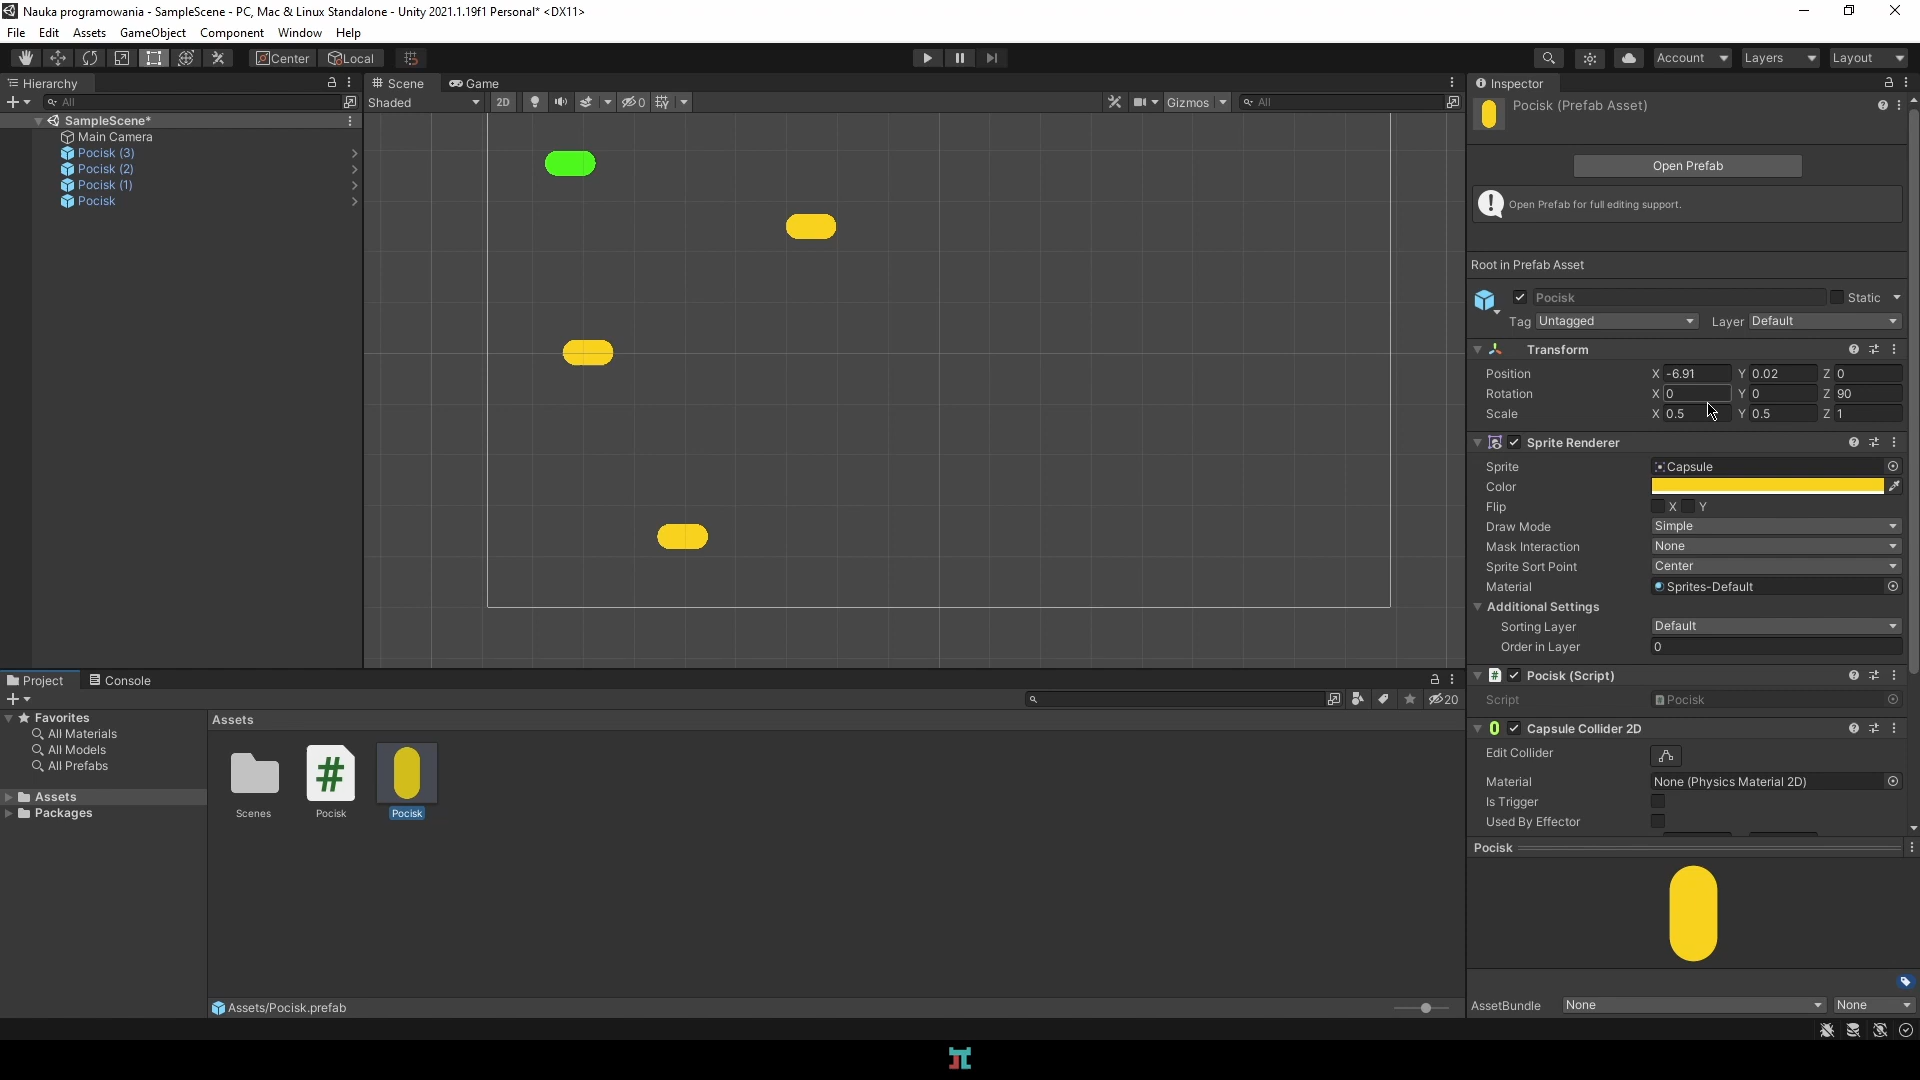 Nauka programowania - SampleScene - PC, Mac & Linux Standalone - Unity 2021.1.19f1 Personal* <DX11>
File Edit Assets GameObject Component Window Help
Center Local Account Layers Layout
Hierarchy
All
SampleScene*
Main Camera
Pocisk (3)
Pocisk (2)
Pocisk (1)
Pocisk
Scene Game
Shaded 2D 0 Gizmos All
Inspector
Pocisk (Prefab Asset)
Open Prefab
Open Prefab for full editing support.
Root in Prefab Asset
Pocisk Static
Tag Untagged Layer Default
Transform
Position X -6.91 Y 0.02 Z 0
Rotation X 0 Y 0 Z 90
Scale X 0.5 Y 0.5 Z 1
Sprite Renderer
Sprite Capsule
Color
Flip X Y
Draw Mode Simple
Mask Interaction None
Sprite Sort Point Center
Material Sprites-Default
Additional Settings
Sorting Layer Default
Order in Layer 0
Pocisk (Script)
Script Pocisk
Capsule Collider 2D
Edit Collider
Material None (Physics Material 2D)
Is Trigger
Used By Effector
Pocisk
AssetBundle None None
Project Console
20
Favorites
All Materials
All Models
All Prefabs
Assets
Packages
Assets
Scenes Pocisk Pocisk
Assets/Pocisk.prefab